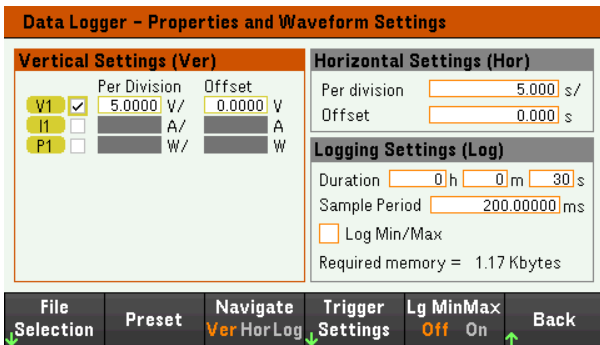 Data Logger – Properties and Waveform Settings
Vertical Settings (Ver)
Per Division Offset
V1 5.0000 V/ 0.0000 V
I1 A/ A
P1 W/ W
Horizontal Settings (Hor)
Per division 5.000 s/
Offset 0.000 s
Logging Settings (Log)
Duration 0 h 0 m 30 s
Sample Period 200.00000 ms
Log Min/Max
Required memory = 1.17 Kbytes
File Selection
Preset
Navigate
Ver Hor Log
Trigger Settings
Lg MinMax
Off On
Back